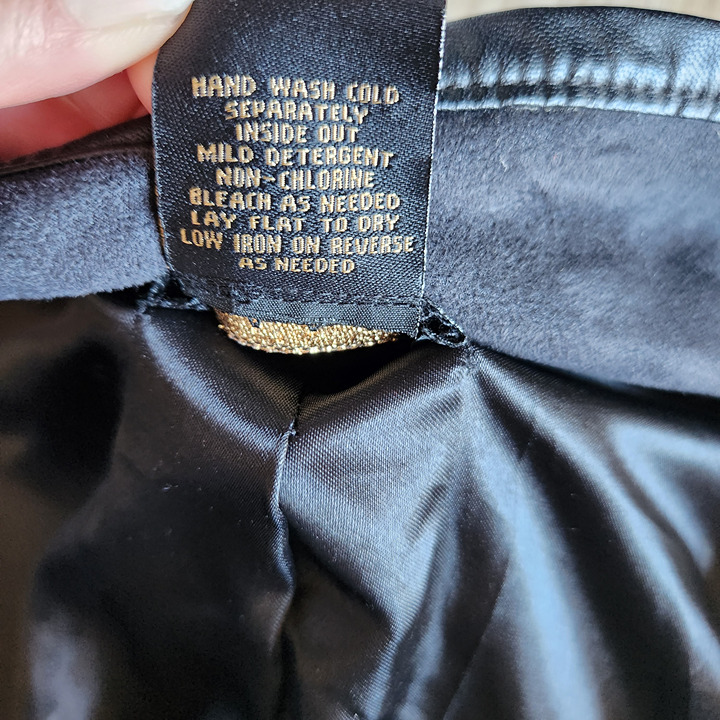 HAND WASH COLD
SEPARATELY
INSIDE OUT
MILD DETERGENT
NON-CHLORINE
BLEACH AS NEEDED
LAY FLAT TO DRY
LOW IRON ON REVERSE
AS NEEDED